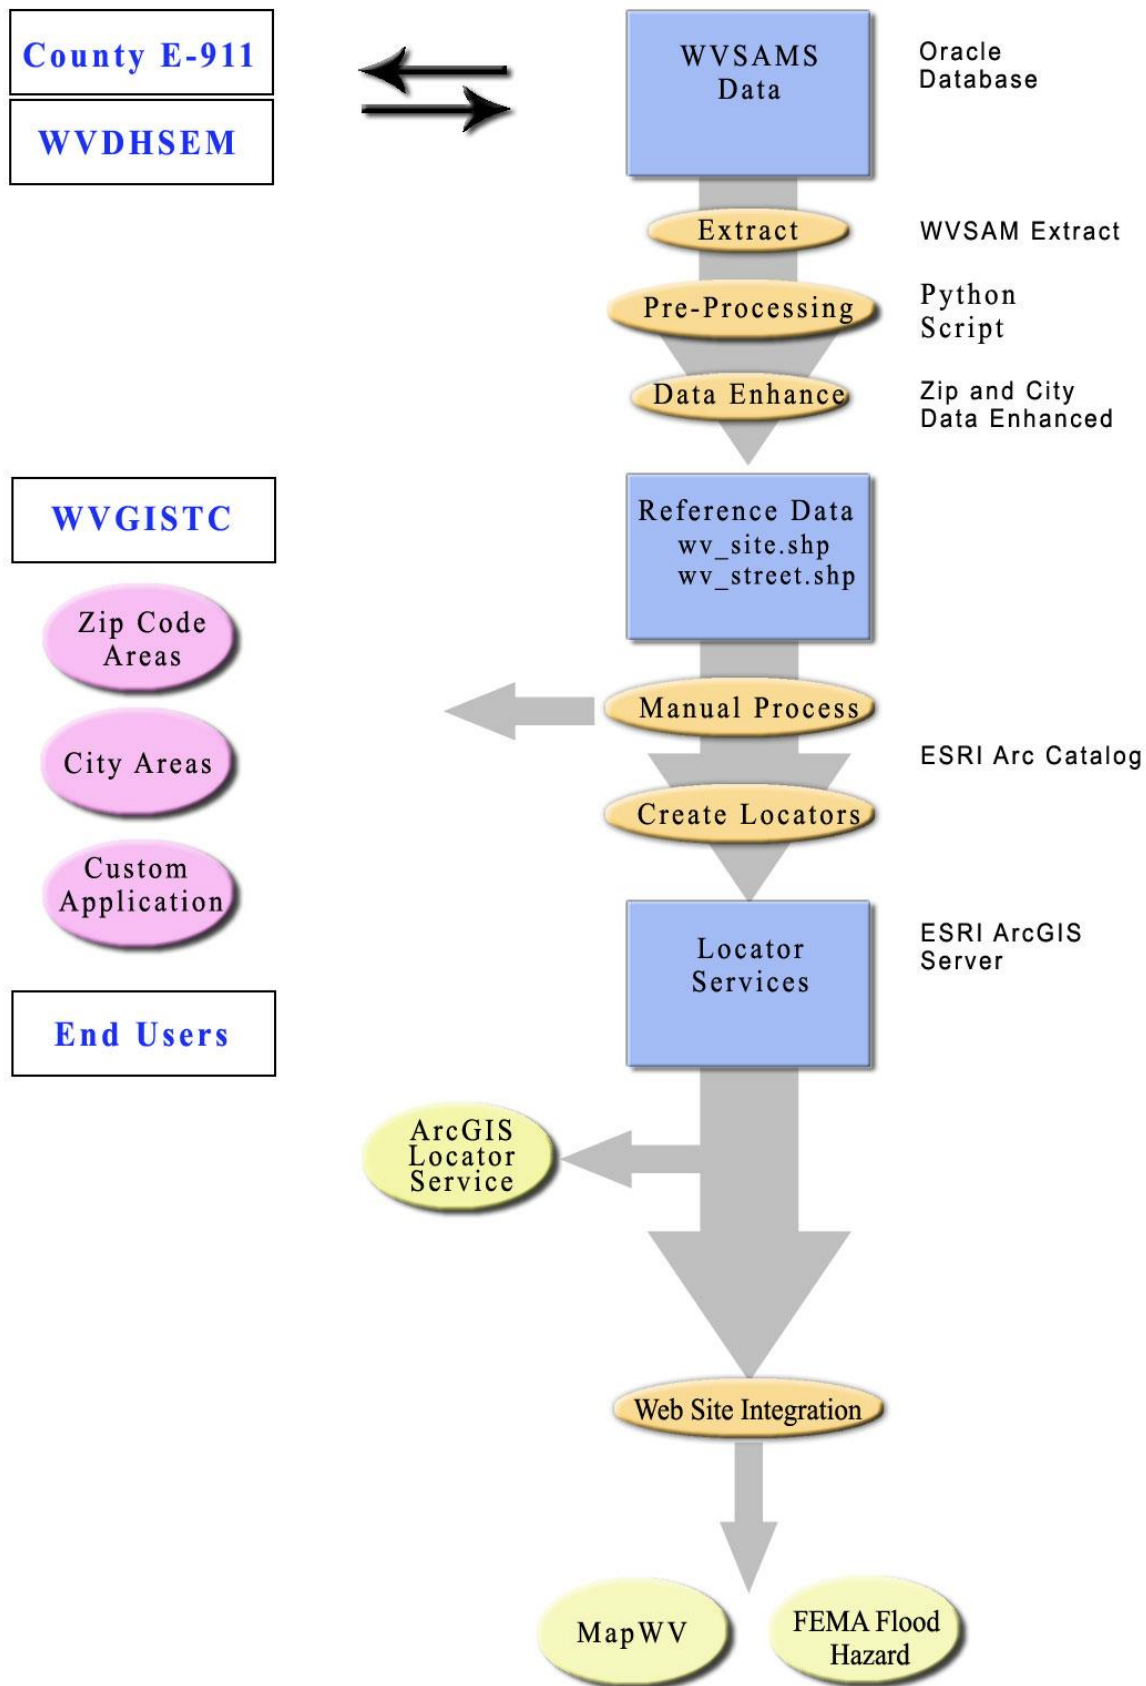 County E-911
WVDHSEM
WVSAMS
Data
Oracle
Database
Extract
WVSAM Extract
Pre-Processing
Python
Script
Data Enhance
Zip and City
Data Enhanced
WVGISTC
Reference Data
wv_site.shp
wv_street.shp
Zip Code
Areas
Manual Process
City Areas
ESRI Arc Catalog
Create Locators
Custom
Application
Locator
Services
ESRI ArcGIS
Server
End Users
ArcGIS
Locator
Service
Web Site Integration
MapWV
FEMA Flood
Hazard